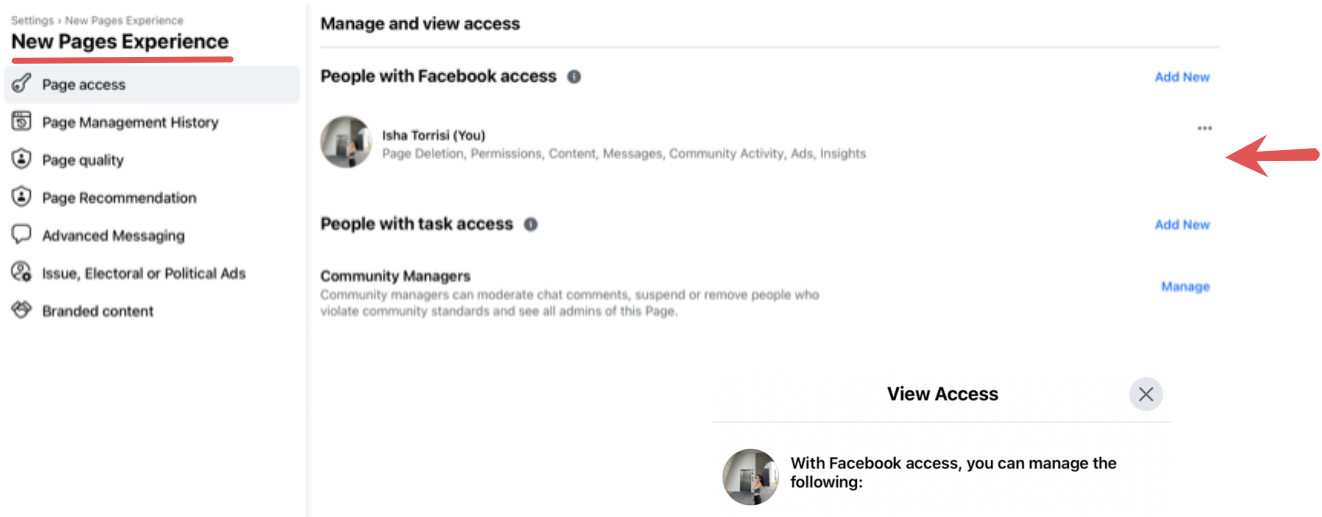 Settings › New Pages Experience
New Pages Experience
Page access
Page Management History
Page quality
Page Recommendation
Advanced Messaging
Issue, Electoral or Political Ads
Branded content
Manage and view access
People with Facebook access
Add New
Isha Torrisi (You)
Page Deletion, Permissions, Content, Messages, Community Activity, Ads, Insights
People with task access
Add New
Community Managers
Community managers can moderate chat comments, suspend or remove people who
violate community standards and see all admins of this Page.
Manage
View Access
With Facebook access, you can manage the
following: